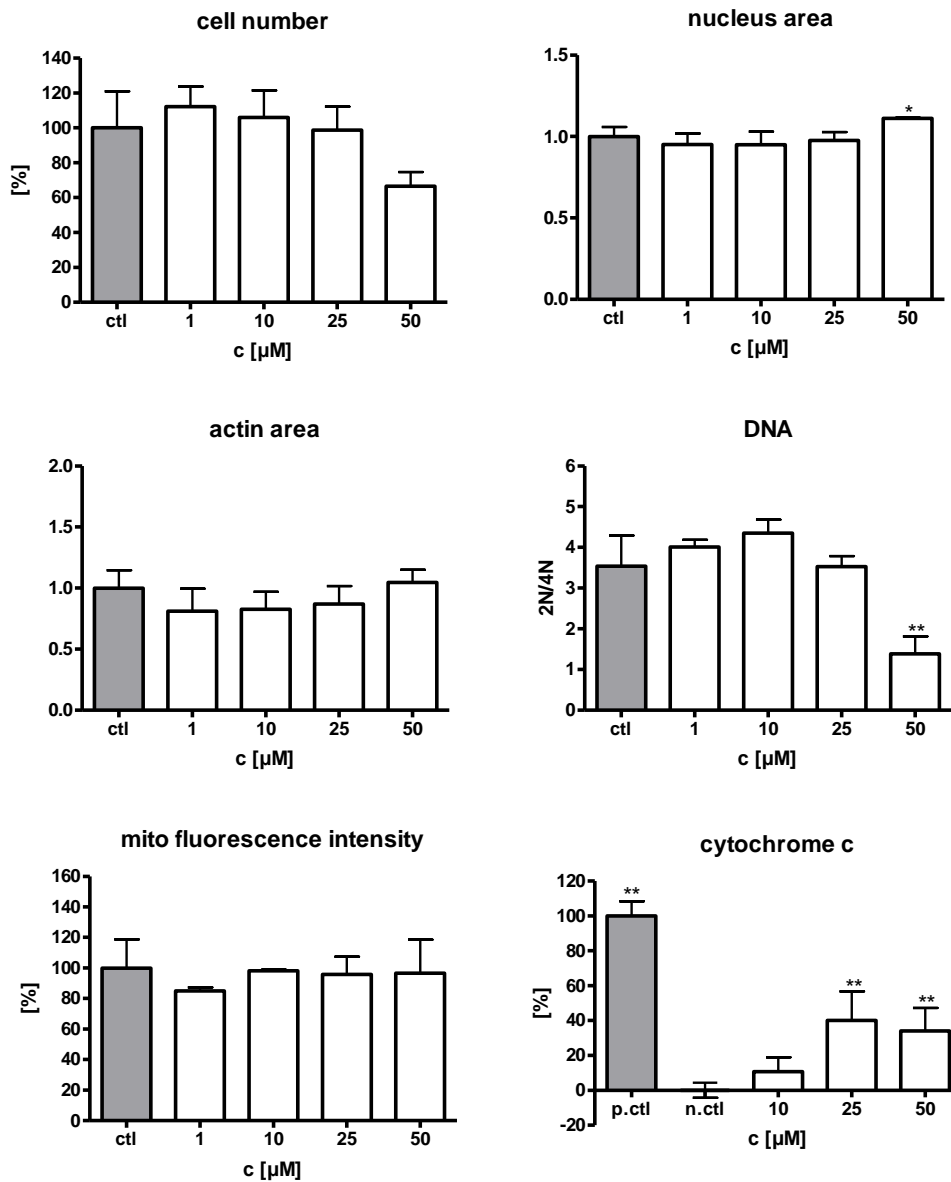 cell number
140
120
100
80
60
40
20
0
[%]
ctl 1 10 25 50
c [µM]
nucleus area
1.5
1.0
0.5
0.0
*
ctl 1 10 25 50
c [µM]
actin area
2.0
1.5
1.0
0.5
0.0
ctl 1 10 25 50
c [µM]
DNA
6
5
4
3
2
1
0
2N/4N
**
ctl 1 10 25 50
c [µM]
mito fluorescence intensity
160
140
120
100
80
60
40
20
0
[%]
ctl 1 10 25 50
c [µM]
cytochrome c
120
100
80
60
40
20
0
-20
[%]
** ** **
p.ctl n.ctl 10 25 50
c [µM]